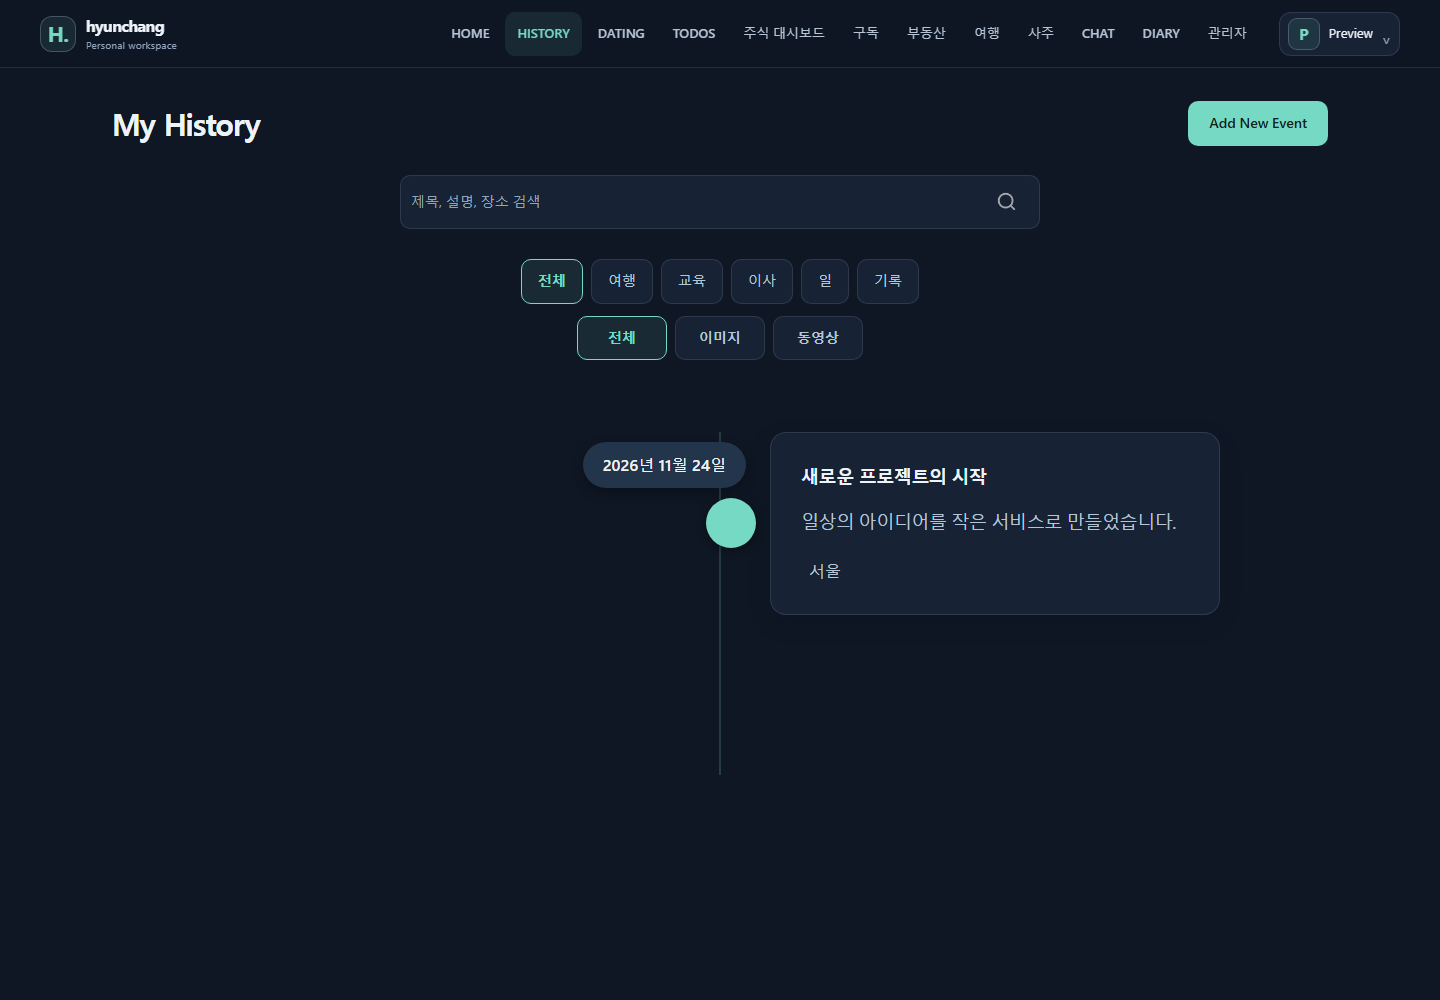 H.
hyunchang
Personal workspace
HOME HISTORY DATING TODOS 주식 대시보드 구독 부동산 여행 사주 CHAT DIARY 관리자
P Preview v
My History
Add New Event
제목, 설명, 장소 검색
전체 여행 교육 이사 일 기록
전체 이미지 동영상
2026년 11월 24일
새로운 프로젝트의 시작
일상의 아이디어를 작은 서비스로 만들었습니다.
서울